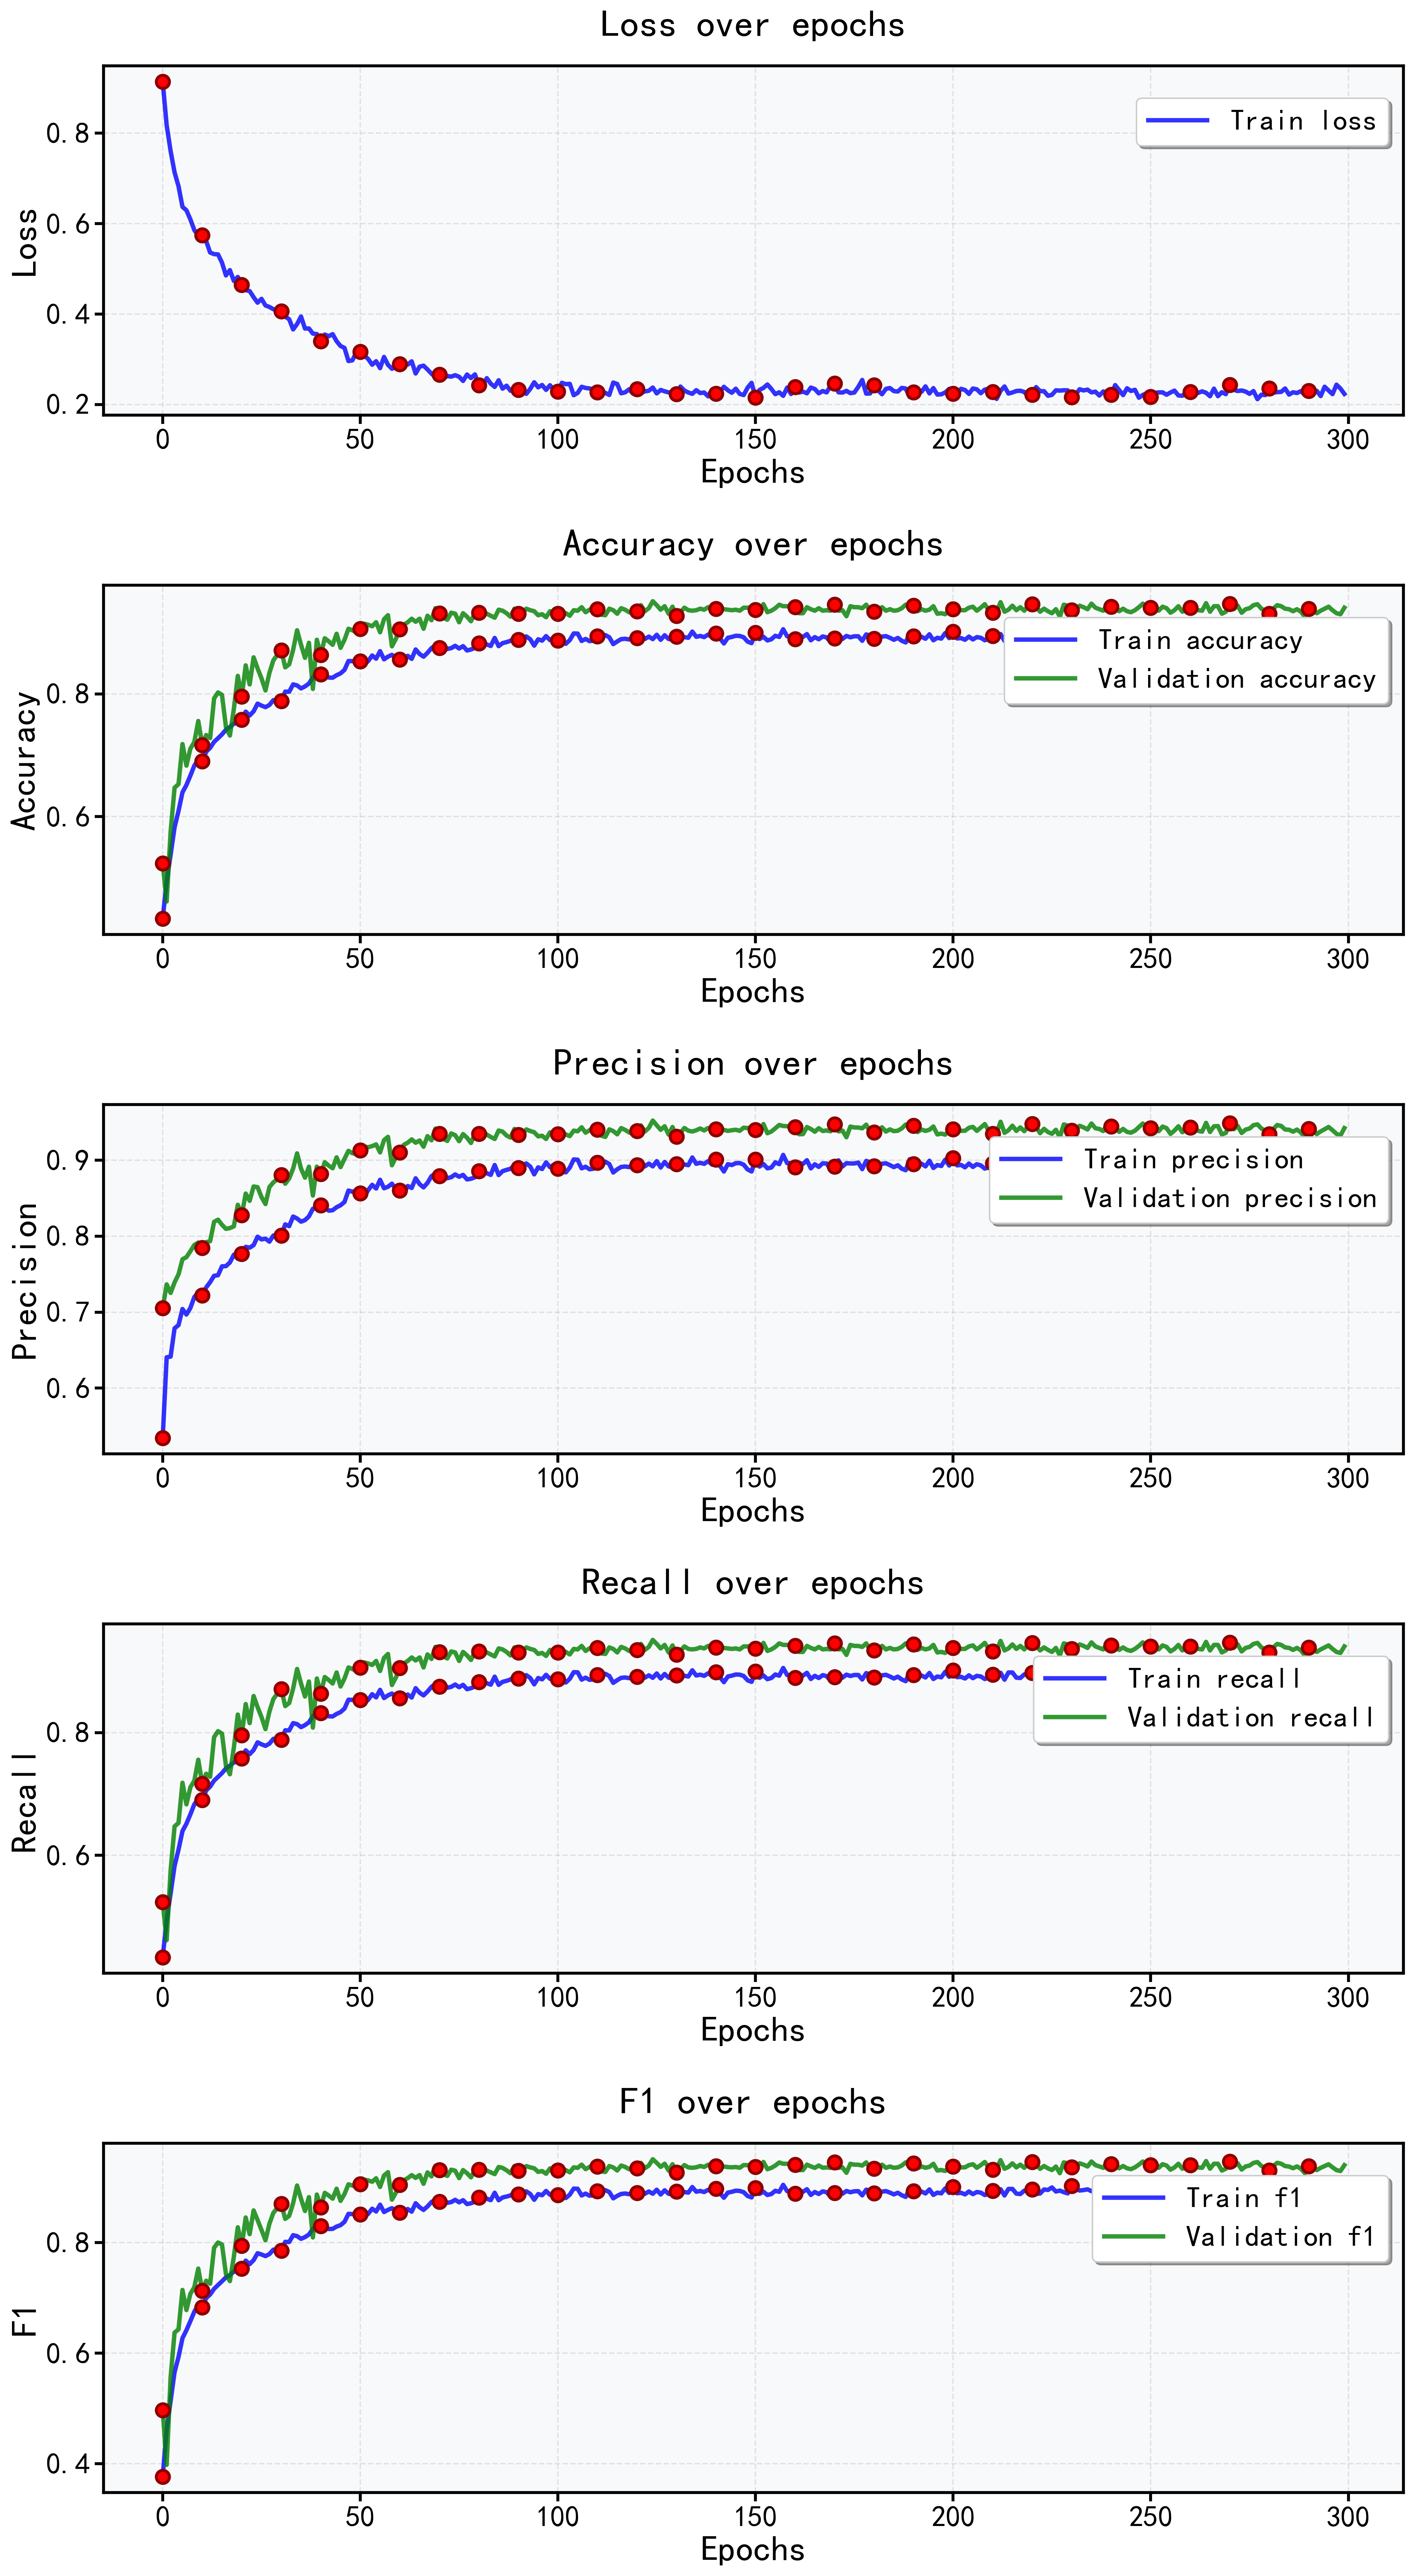 Loss over epochs
Train loss
Loss
0.8
0.6
0.4
0.2
0 50 100 150 200 250 300
Epochs
Accuracy over epochs
Train accuracy
Validation accuracy
Accuracy
0.8
0.6
0 50 100 150 200 250 300
Epochs
Precision over epochs
Train precision
Validation precision
Precision
0.9
0.8
0.7
0.6
0 50 100 150 200 250 300
Epochs
Recall over epochs
Train recall
Validation recall
Recall
0.8
0.6
0 50 100 150 200 250 300
Epochs
F1 over epochs
Train f1
Validation f1
F1
0.8
0.6
0.4
0 50 100 150 200 250 300
Epochs